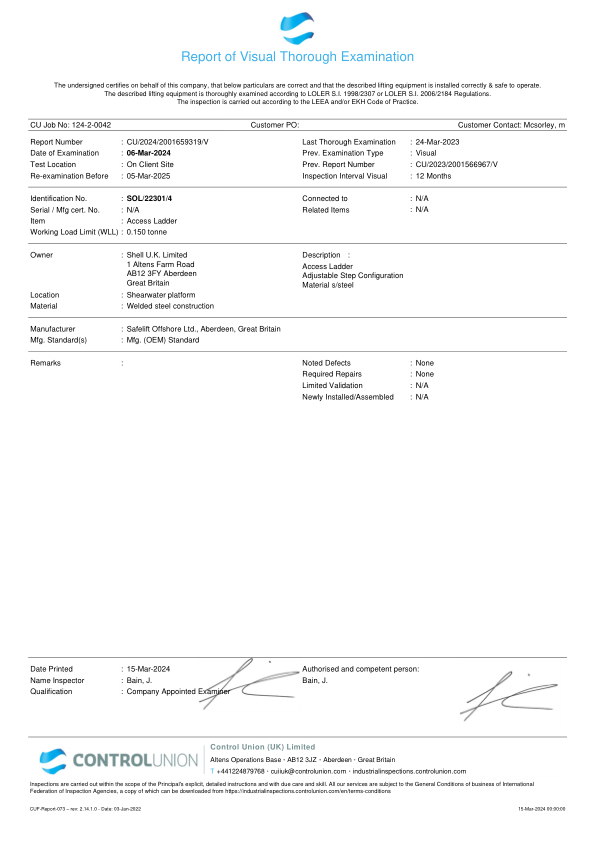 Report of Visual Thorough Examination
The undersigned certifies on behalf of this company, that below particulars are correct and that the described lifting equipment is installed correctly & safe to operate.
The described lifting equipment is thoroughly examined according to LOLER S.I. 1998/2307 or LOLER S.I. 2006/2184 Regulations.
The inspection is carried out according to the LEEA and/or EKH Code of Practice.
CU Job No: 124-2-0042 Customer PO: Customer Contact: Mcsorley, m
Report Number : CU/2024/2001659319/V Last Thorough Examination : 24-Mar-2023
Date of Examination : 06-Mar-2024 Prev. Examination Type : Visual
Test Location : On Client Site Prev. Report Number : CU/2023/2001566967/V
Re-examination Before : 05-Mar-2025 Inspection Interval Visual : 12 Months
Identification No. : SOL/22301/4 Connected to : N/A
Serial / Mfg cert. No. : N/A Related Items : N/A
Item : Access Ladder
Working Load Limit (WLL) : 0.150 tonne
Owner : Shell U.K. Limited Description :
1 Altens Farm Road Access Ladder
AB12 3FY Aberdeen Adjustable Step Configuration
Great Britain Material s/steel
Location : Shearwater platform
Material : Welded steel construction
Manufacturer : Safelift Offshore Ltd., Aberdeen, Great Britain
Mfg. Standard(s) : Mfg. (OEM) Standard
Remarks : Noted Defects : None
Required Repairs : None
Limited Validation : N/A
Newly Installed/Assembled : N/A
Date Printed : 15-Mar-2024 Authorised and competent person:
Name Inspector : Bain, J. Bain, J.
Qualification : Company Appointed Examiner
CONTROLUNION
Control Union (UK) Limited
Altens Operations Base · AB12 3JZ · Aberdeen · Great Britain
T +441224879768 · cuiiuk@controlunion.com · industrialinspections.controlunion.com
Inspections are carried out within the scope of the Principal's explicit, detailed instructions and with due care and skill. All our services are subject to the General Conditions of business of International
Federation of Inspection Agencies, a copy of which can be downloaded from https://industrialinspections.controlunion.com/en/terms-conditions
CUF-Report-073 – rev: 2.14.1.0 - Date: 03-Jun-2022 15-Mar-2024 00:00:00